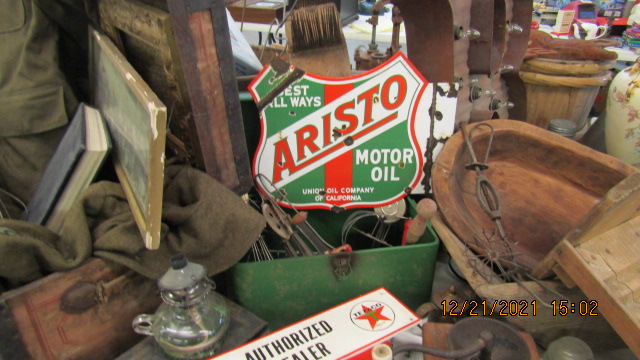 BEST
ALL WAYS
ARISTO
MOTOR
OIL
UNION OIL COMPANY
OF CALIFORNIA
TEXACO
AUTHORIZED
DEALER
12/21/2021 15:02